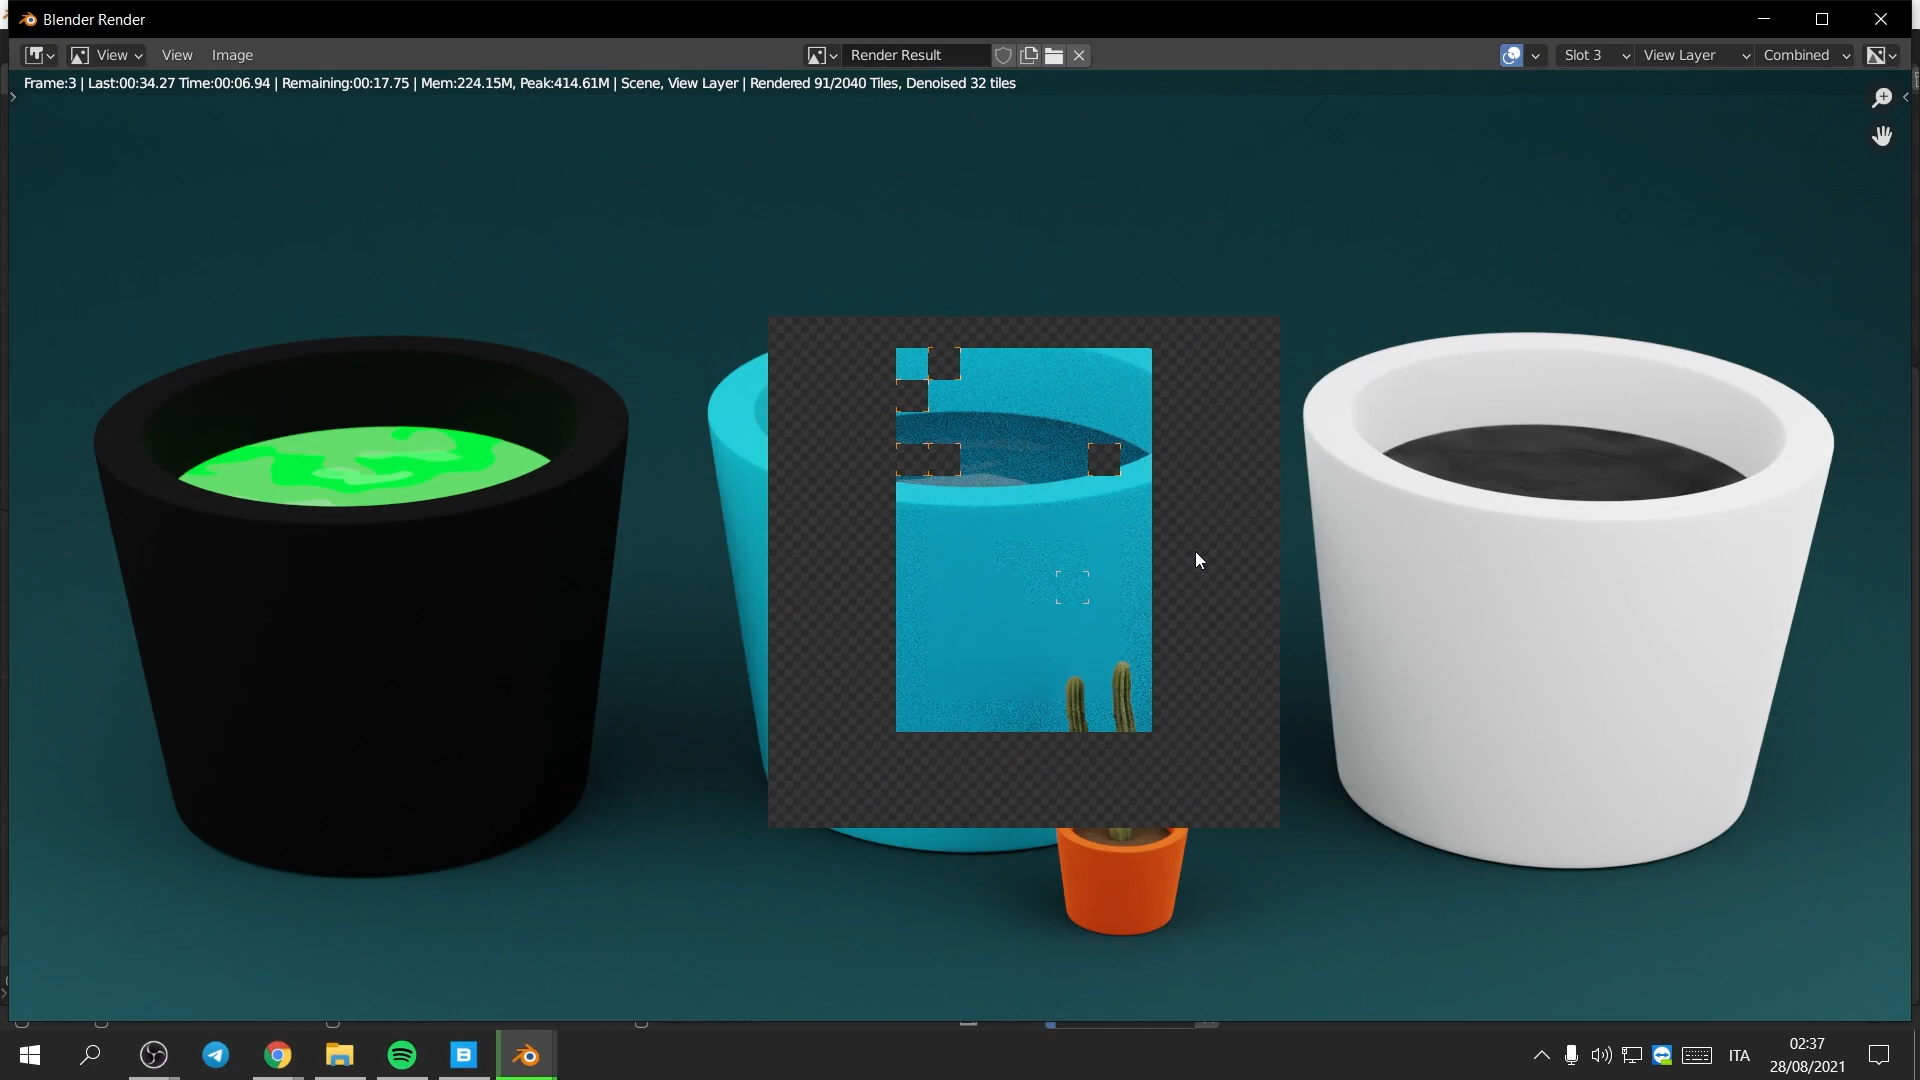 Blender Render
View View Image Render Result Slot 3 View Layer Combined
Frame:3 | Last:00:34.27 Time:00:06.94 | Remaining:00:17.75 | Mem:224.15M, Peak:414.61M | Scene, View Layer | Rendered 91/2040 Tiles, Denoised 32 tiles
B
ITA
02:37
28/08/2021